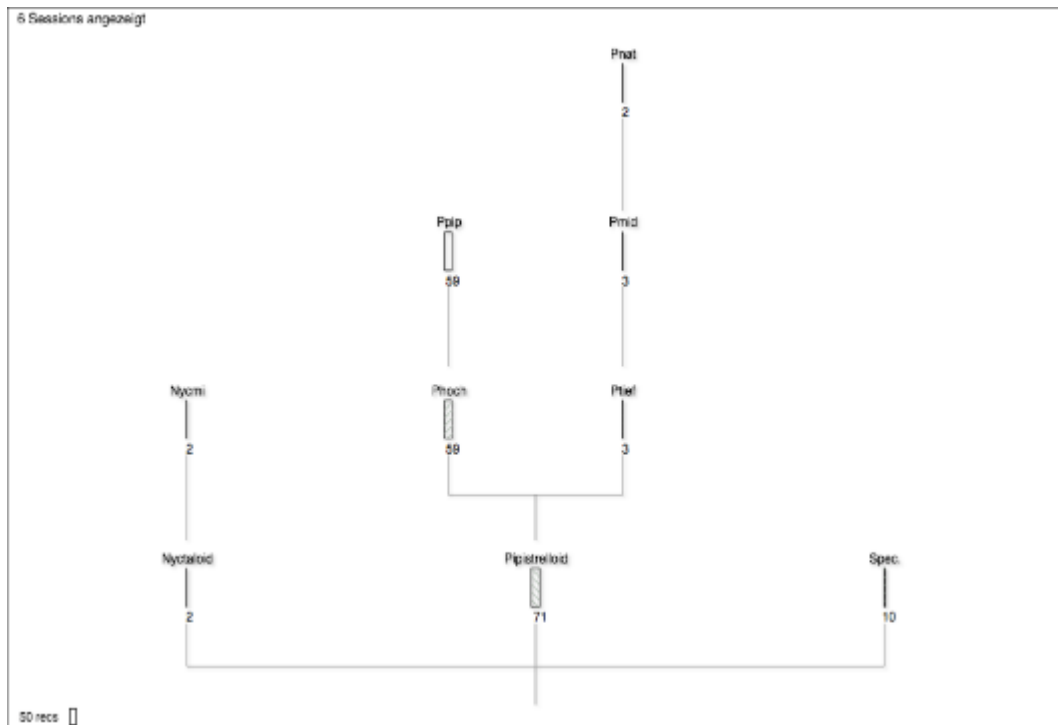 6 Sessions angezeigt
Pnat
2
Ppip Pmid
59 3
Nycmi Phoch Ptief
2 59 3
Nyctaloid Pipistrelloid Spec.
2 71 10
50 recs